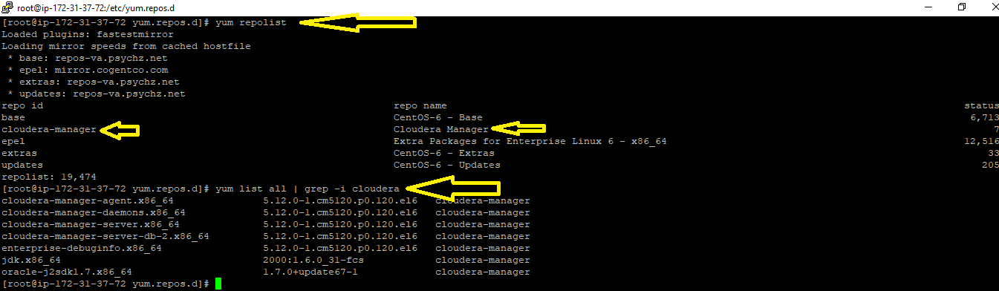 root@ip-172-31-37-72:/etc/yum.repos.d
[root@ip-172-31-37-72 yum.repos.d]# yum repolist
Loaded plugins: fastestmirror
Loading mirror speeds from cached hostfile
 * base: repos-va.psychz.net
 * epel: mirror.cogentco.com
 * extras: repos-va.psychz.net
 * updates: repos-va.psychz.net
repo id repo name status
base CentOS-6 - Base 6,713
cloudera-manager Cloudera Manager 7
epel Extra Packages for Enterprise Linux 6 - x86_64 12,516
extras CentOS-6 - Extras 33
updates CentOS-6 - Updates 205
repolist: 19,474
[root@ip-172-31-37-72 yum.repos.d]# yum list all | grep -i cloudera
cloudera-manager-agent.x86_64 5.12.0-1.cm5120.p0.120.el6 cloudera-manager
cloudera-manager-daemons.x86_64 5.12.0-1.cm5120.p0.120.el6 cloudera-manager
cloudera-manager-server.x86_64 5.12.0-1.cm5120.p0.120.el6 cloudera-manager
cloudera-manager-server-db-2.x86_64 5.12.0-1.cm5120.p0.120.el6 cloudera-manager
enterprise-debuginfo.x86_64 5.12.0-1.cm5120.p0.120.el6 cloudera-manager
jdk.x86_64 2000:1.6.0_31-fcs cloudera-manager
oracle-j2sdk1.7.x86_64 1.7.0+update67-1 cloudera-manager
[root@ip-172-31-37-72 yum.repos.d]#